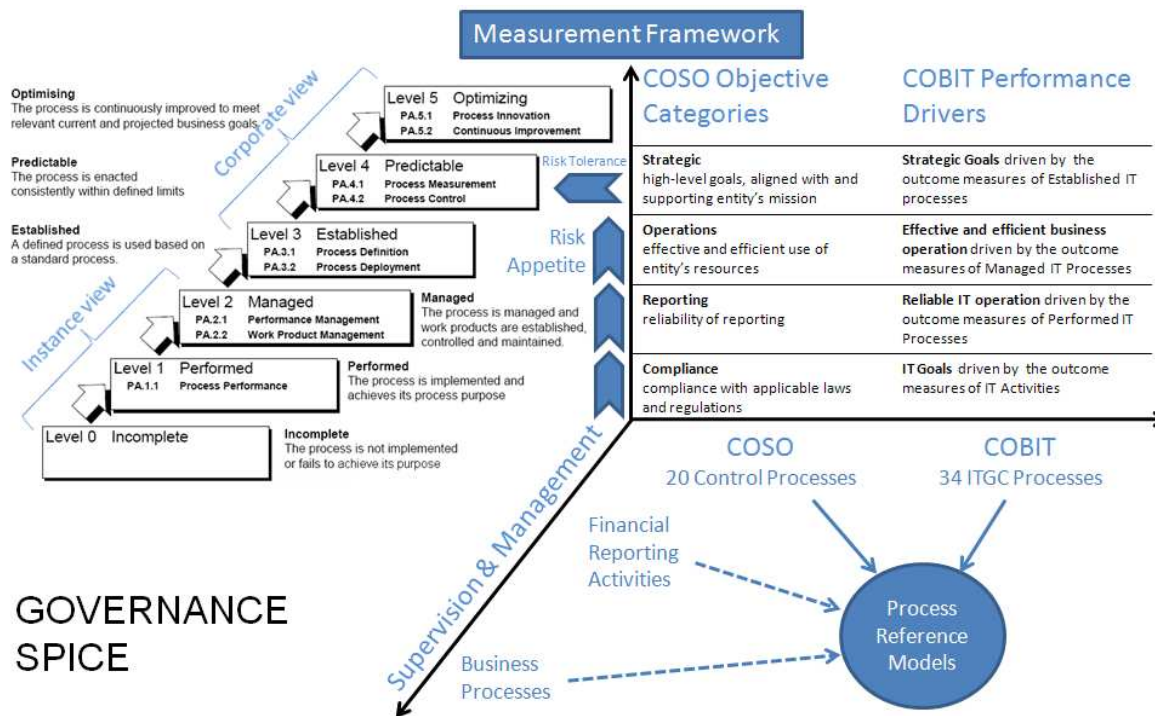 Measurement Framework
Optimising
The process is continuously improved to meet
relevant current and projected business goals.
Predictable
The process is enacted
consistently within defined limits
Established
A defined process is used based on
a standard process.
Corporate view
Instance view
Level 5 Optimizing
PA.5.1 Process Innovation
PA.5.2 Continuous Improvement
Level 4 Predictable
PA.4.1 Process Measurement
PA.4.2 Process Control
Level 3 Established
PA.3.1 Process Definition
PA.3.2 Process Deployment
Level 2 Managed
PA.2.1 Performance Management
PA.2.2 Work Product Management
Managed
The process is managed and
work products are established,
controlled and maintained.
Level 1 Performed
PA.1.1 Process Performance
Performed
The process is implemented and
achieves its process purpose
Level 0 Incomplete
Incomplete
The process is not implemented
or fails to achieve its purpose
Risk Tolerance
Risk
Appetite
COSO Objective
Categories
COBIT Performance
Drivers
Strategic
high-level goals, aligned with and
supporting entity's mission
Strategic Goals driven by the
outcome measures of Established IT
processes
Operations
effective and efficient use of
entity's resources
Effective and efficient business
operation driven by the outcome
measures of Managed IT Processes
Reporting
reliability of reporting
Reliable IT operation driven by the
outcome measures of Performed IT
Processes
Compliance
compliance with applicable laws
and regulations
IT Goals driven by the outcome
measures of IT Activities
Supervision & Management
COSO
20 Control Processes
COBIT
34 ITGC Processes
Financial
Reporting
Activities
Business
Processes
Process
Reference
Models
GOVERNANCE
SPICE